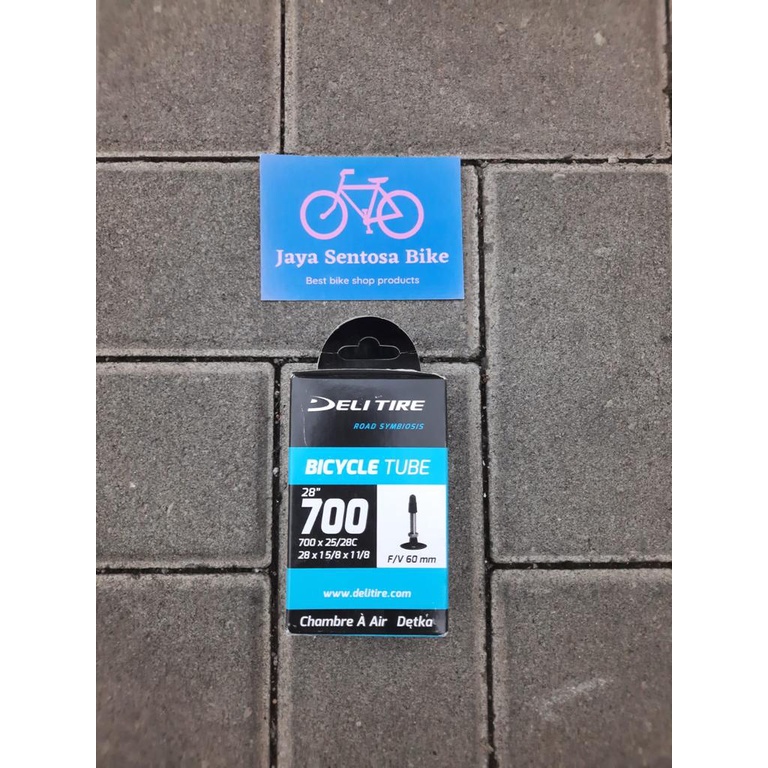 Jaya Sentosa Bike
Best bike shop products
DELI TIRE
ROAD SYMBIOSIS
BICYCLE TUBE
28"
700
700 x 25/28C
28 x 1 5/8 x 1 1/8
F/V 60 mm
www.delitire.com
Chambre À Air Dętka